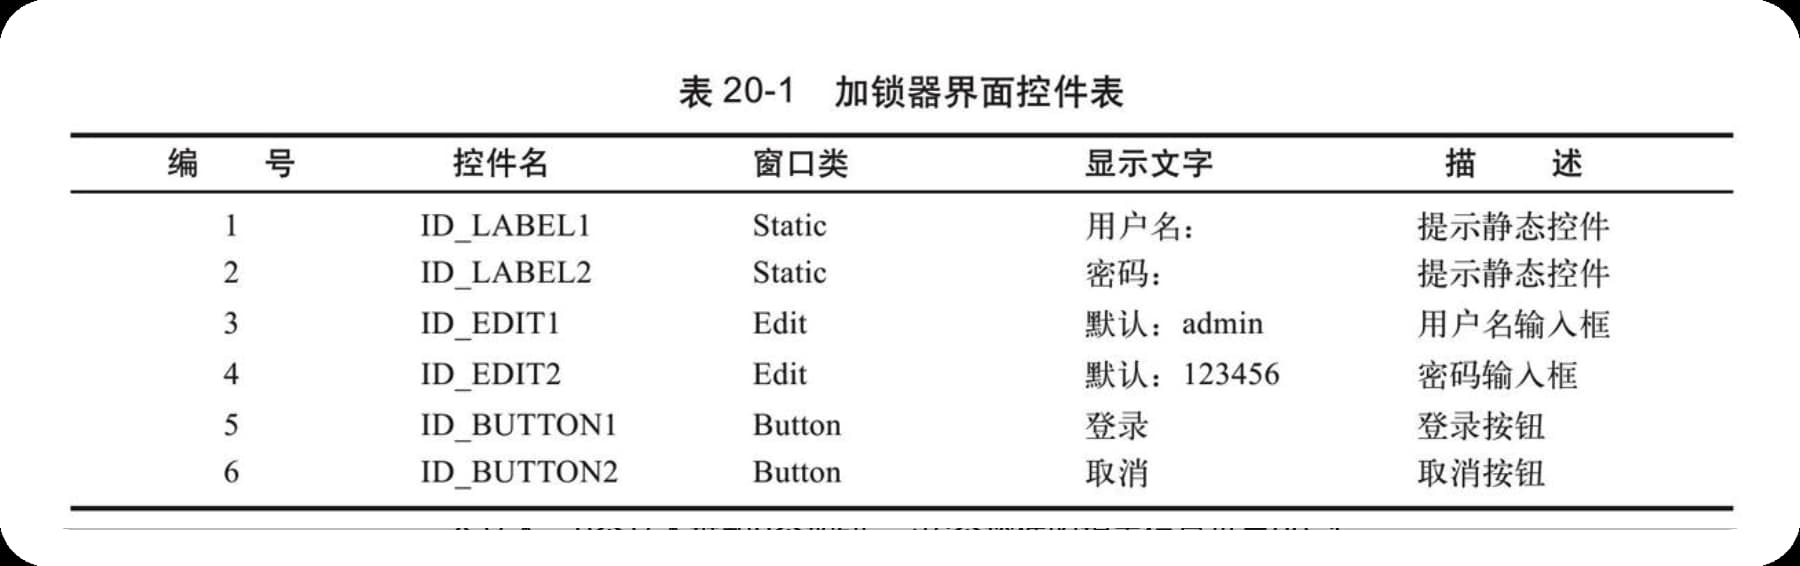 表 20-1 加锁器界面控件表
编 号 控件名 窗口类 显示文字 描 述
1 ID_LABEL1 Static 用户名： 提示静态控件
2 ID_LABEL2 Static 密码： 提示静态控件
3 ID_EDIT1 Edit 默认：admin 用户名输入框
4 ID_EDIT2 Edit 默认：123456 密码输入框
5 ID_BUTTON1 Button 登录 登录按钮
6 ID_BUTTON2 Button 取消 取消按钮